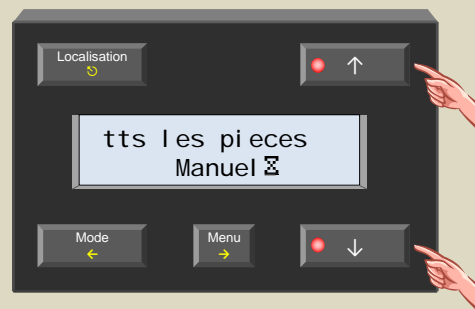 Localisation
↑
tts les pieces
Manuel
Mode
←
Menu
→
↓